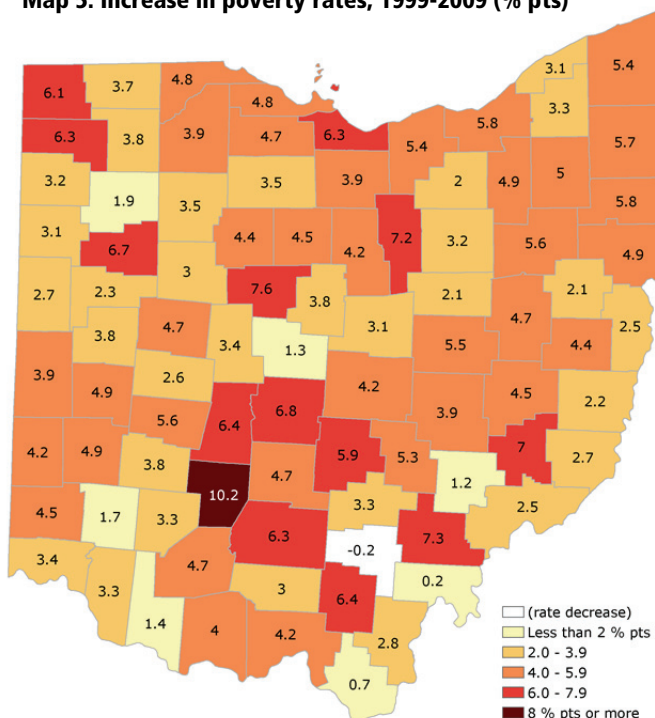 Map 5. Increase in poverty rates, 1999-2009 (% pts)
3.1 5.4
6.1 3.7 4.8
4.8 3.3
6.3 3.8 3.9 4.7 6.3 5.4 5.8 5.7
3.2 1.9 3.5 3.5 3.9 2 4.9 5 5.8
3.1 6.7 4.4 4.5 4.2 7.2 3.2 5.6 4.9
2.7 2.3 3 7.6 3.8 2.1 2.1
3.8 4.7 3.4 1.3 3.1 5.5 4.7 4.4 2.5
3.9 4.9 2.6 4.2 4.5 2.2
5.6 6.4 6.8 3.9
4.2 4.9 3.8 4.7 5.9 5.3 7 2.7
10.2 1.2
4.5 1.7 3.3 3.3 2.5
6.3 -0.2 7.3
3.4 3.3 4.7 3 6.4 0.2
1.4 4 4.2 2.8
0.7
(rate decrease)
Less than 2 % pts
2.0 - 3.9
4.0 - 5.9
6.0 - 7.9
8 % pts or more